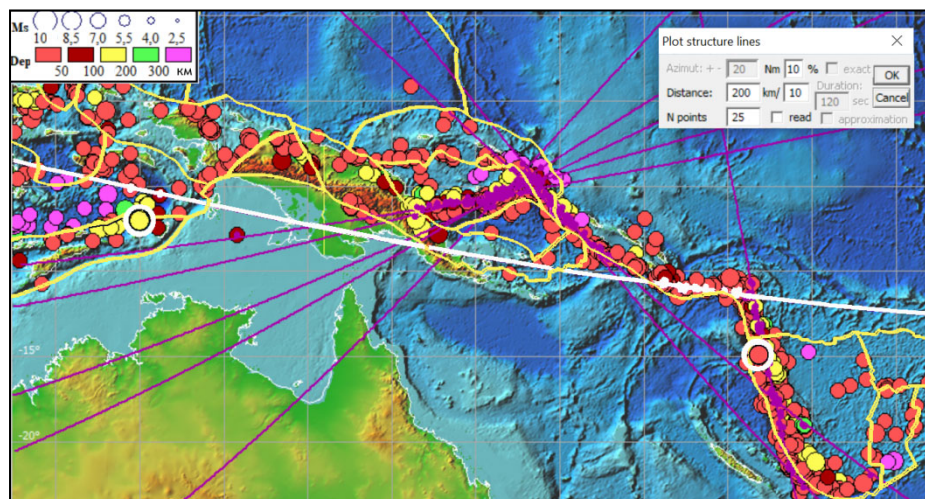 Ms
10 8,5 7,0 5,5 4,0 2,5
Dep
50 100 200 300 км
Plot structure lines
Azimut: + - 20 Nm 10 % exact OK
Distance: 200 km/ 10 Duration: 120 sec Cancel
N points 25 read approximation
-15°
-20°